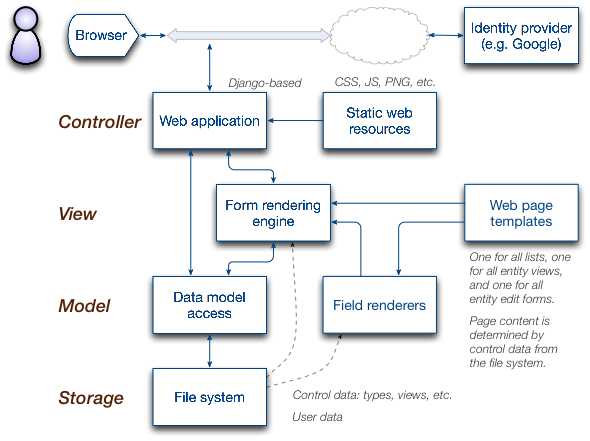 Browser
Identity provider
(e.g. Google)
Django-based
CSS, JS, PNG, etc.
Controller
Web application
Static web
resources
View
Form rendering
engine
Web page
templates
One for all lists, one
for all entity views,
and one for all
entity edit forms.
Page content is
determined by
control data from
the file system.
Model
Data model
access
Field renderers
Storage
File system
Control data: types, views, etc.
User data